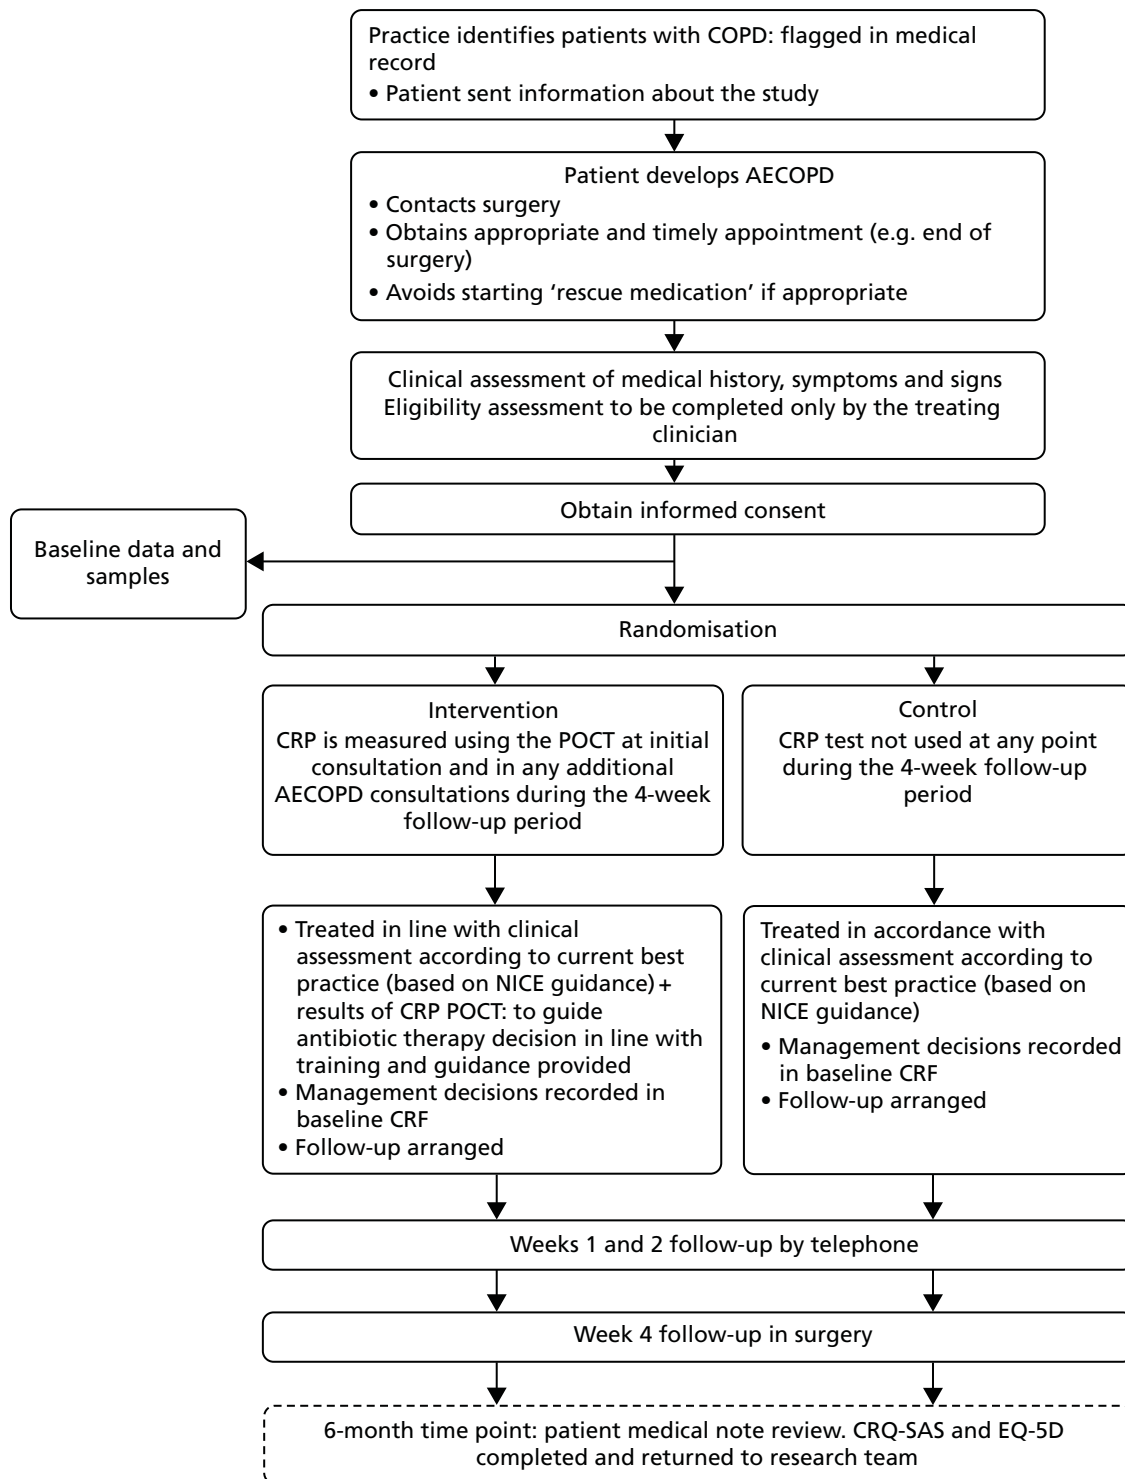 Practice identifies patients with COPD: flagged in medical
record
• Patient sent information about the study
Patient develops AECOPD
• Contacts surgery
• Obtains appropriate and timely appointment (e.g. end of
surgery)
• Avoids starting ‘rescue medication’ if appropriate
Clinical assessment of medical history, symptoms and signs
Eligibility assessment to be completed only by the treating
clinician
Obtain informed consent
Baseline data and
samples
Randomisation
Intervention
CRP is measured using the POCT at initial
consultation and in any additional
AECOPD consultations during the 4-week
follow-up period
Control
CRP test not used at any point
during the 4-week follow-up
period
• Treated in line with clinical
assessment according to current best
practice (based on NICE guidance) +
results of CRP POCT: to guide
antibiotic therapy decision in line with
training and guidance provided
• Management decisions recorded in
baseline CRF
• Follow-up arranged
Treated in accordance with
clinical assessment according to
current best practice (based on
NICE guidance)
• Management decisions recorded
in baseline CRF
• Follow-up arranged
Weeks 1 and 2 follow-up by telephone
Week 4 follow-up in surgery
6-month time point: patient medical note review. CRQ-SAS and EQ-5D
completed and returned to research team